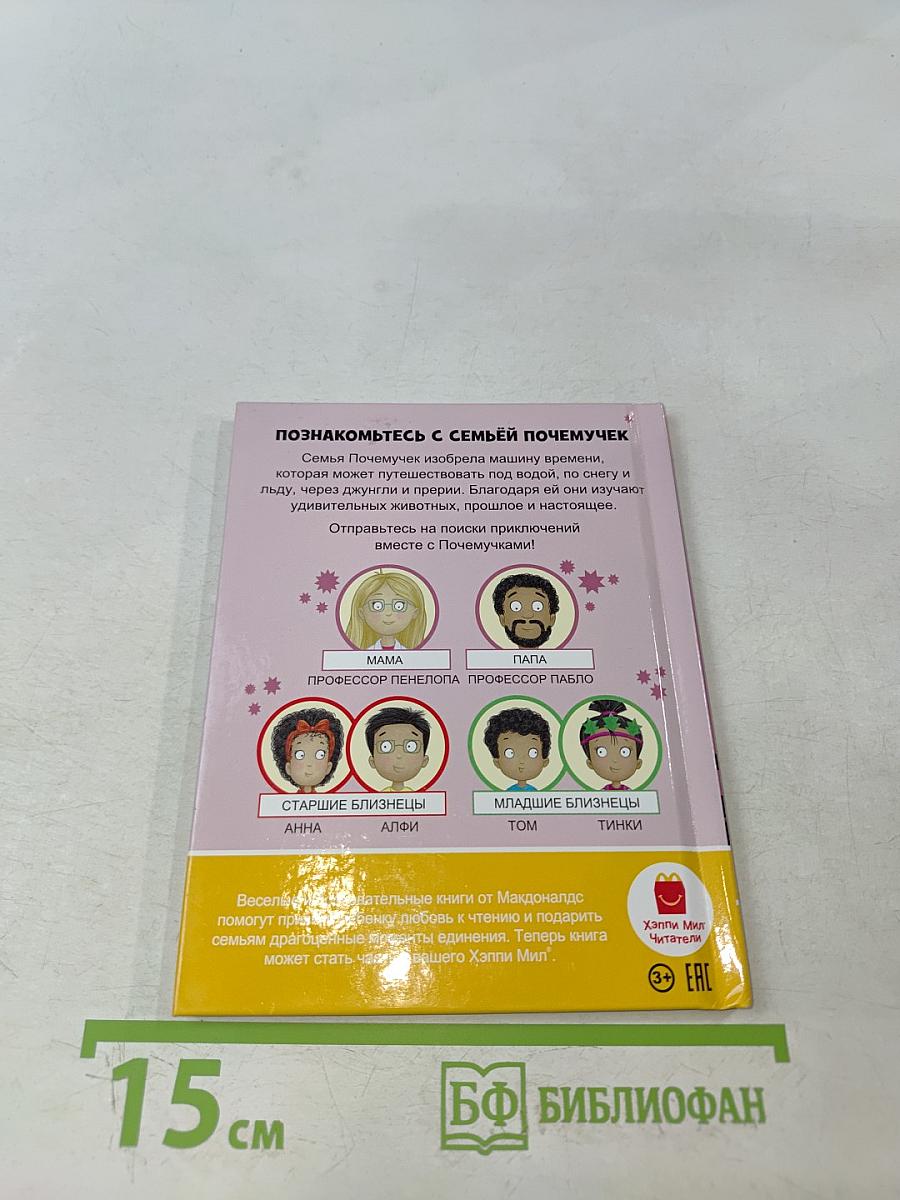 ПОЗНАКОМЬТЕСЬ С СЕМЬЁЙ ПОЧЕМУЧЕК
Семья Почемучек изобрела машину времени,
которая может путешествовать под водой, по снегу и
льду, через джунгли и прерии. Благодаря ей они изучают
удивительных животных, прошлое и настоящее.
Отправьтесь на поиски приключений
вместе с Почемучками!
МАМА
ПАПА
ПРОФЕССОР ПЕНЕЛОПА
ПРОФЕССОР ПАБЛО
СТАРШИЕ БЛИЗНЕЦЫ
МЛАДШИЕ БЛИЗНЕЦЫ
АННА
АЛФИ
ТОМ
ТИНКИ
книги от Макдоналдс
помогут любовь к чтению и подарить
семьям драгоценные моменты единения. Теперь книга
может стать вашего Хэппи Мил®.
Хэппи Мил®
Читатели
3+
EAC
15 см
БФ БИБЛИОФАН